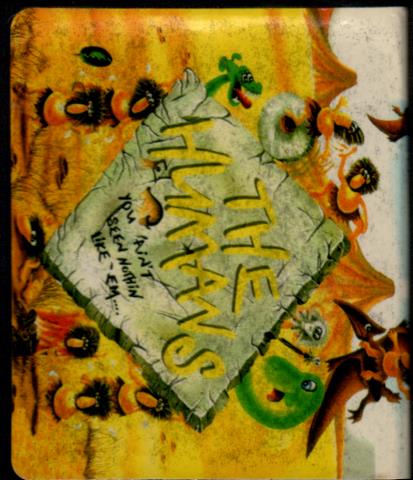 THE
HUMANS
YOU AIN'T
SEEN NOTHIN
LIKE - EM....